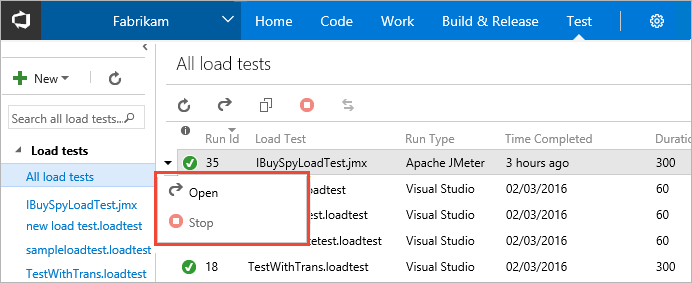 Fabrikam Home Code Work Build & Release Test
New
Search all load tests...
Load tests
All load tests
IBuySpyLoadTest.jmx
new load test.loadtest
sampleloadtest.loadtest
TestWithTrans.loadtest
All load tests
Run Id Load Test Run Type Time Completed Duratio
35 IBuySpyLoadTest.jmx Apache JMeter 3 hours ago 300
Open
Stop
loadtest Visual Studio 02/03/2016 60
test.loadtest Visual Studio 02/03/2016 60
tetest.loadtest Visual Studio 02/03/2016 60
18 TestWithTrans.loadtest Visual Studio 02/03/2016 300